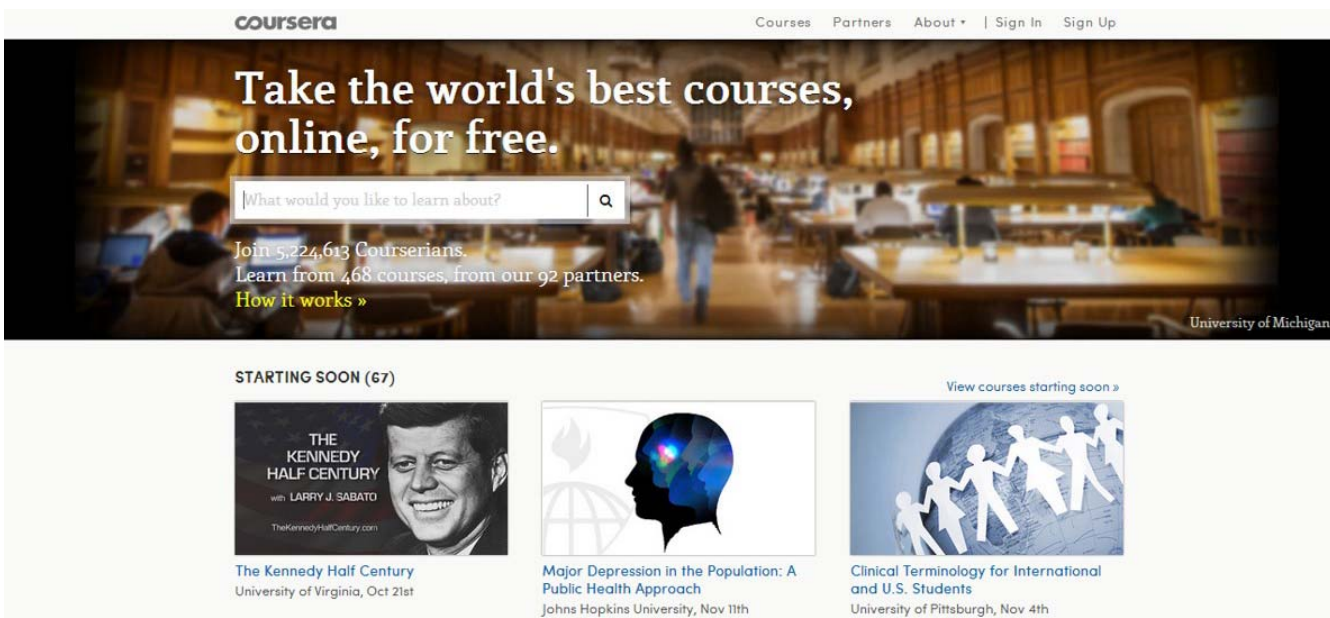 coursera
Courses Partners About ▾ | Sign In Sign Up
Take the world's best courses,
online, for free.
What would you like to learn about?
Join 5,224,613 Courserians.
Learn from 468 courses, from our 92 partners.
How it works »
University of Michigan
STARTING SOON (67)
View courses starting soon »
THE
KENNEDY
HALF CENTURY
with LARRY J. SABATO
TheKennedyHalfCentury.com
The Kennedy Half Century
University of Virginia, Oct 21st
Major Depression in the Population: A
Public Health Approach
Johns Hopkins University, Nov 11th
Clinical Terminology for International
and U.S. Students
University of Pittsburgh, Nov 4th